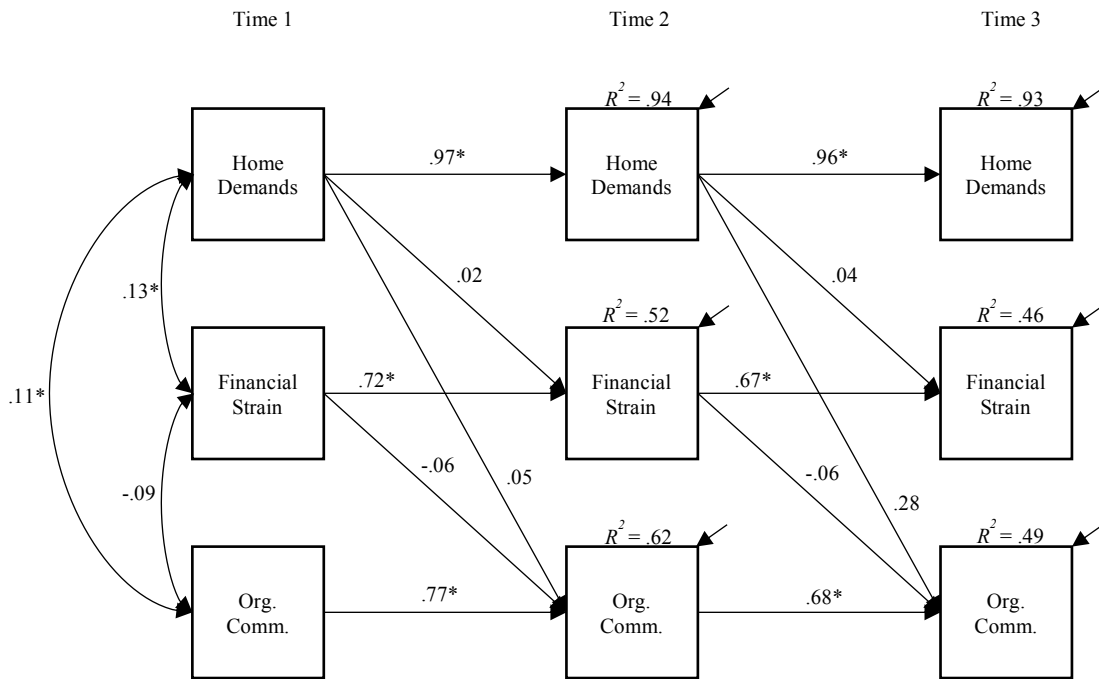 Time 1
Time 2
Time 3
R² = .94
R² = .93
Home
Demands
.97*
Home
Demands
.96*
Home
Demands
.13*
.02
.04
R² = .52
R² = .46
.11*
Financial
Strain
.72*
Financial
Strain
.67*
Financial
Strain
-.09
-.06
.05
-.06
.28
R² = .62
R² = .49
Org.
Comm.
.77*
Org.
Comm.
.68*
Org.
Comm.